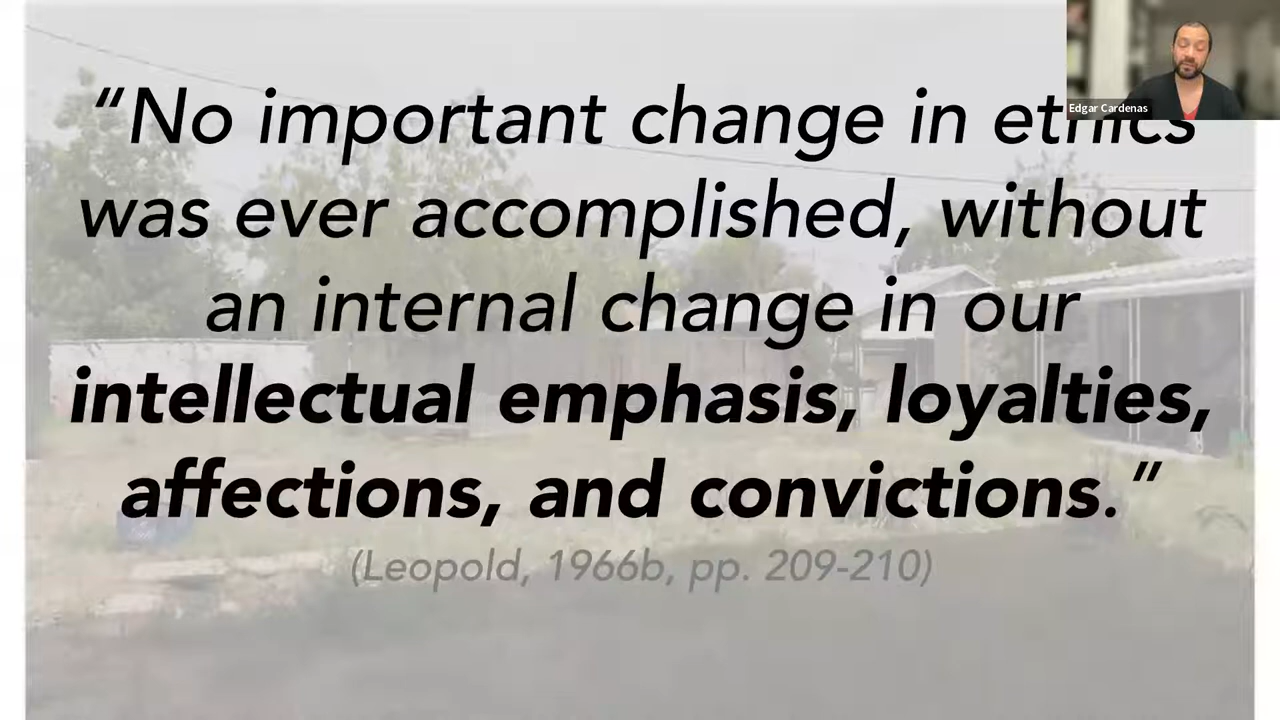 “No important change in ethics
Edgar Cardenas
was ever accomplished, without
an internal change in our
intellectual emphasis, loyalties,
affections, and convictions.”
(Leopold, 1966b, pp. 209-210)